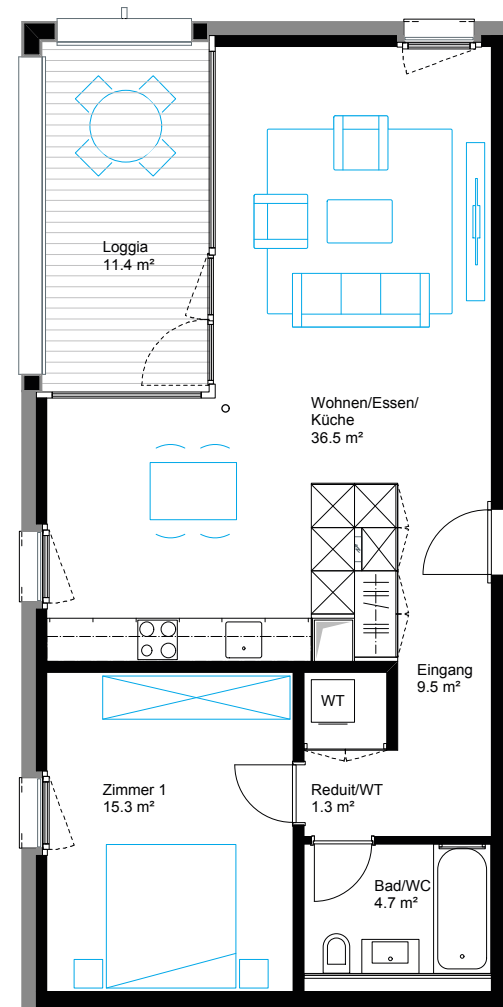 Loggia
11.4 m²
Wohnen/Essen/
Küche
36.5 m²
Eingang
9.5 m²
WT
Zimmer 1
15.3 m²
Reduit/WT
1.3 m²
Bad/WC
4.7 m²